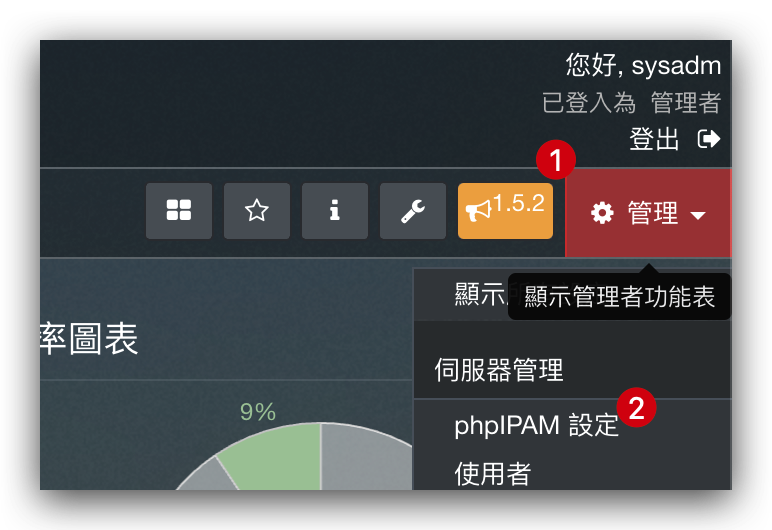 您好, sysadm
已登入為 管理者
登出
1
1.5.2
管理
顯示
顯示管理者功能表
率圖表
伺服器管理
9%
2
phpIPAM 設定
使用者